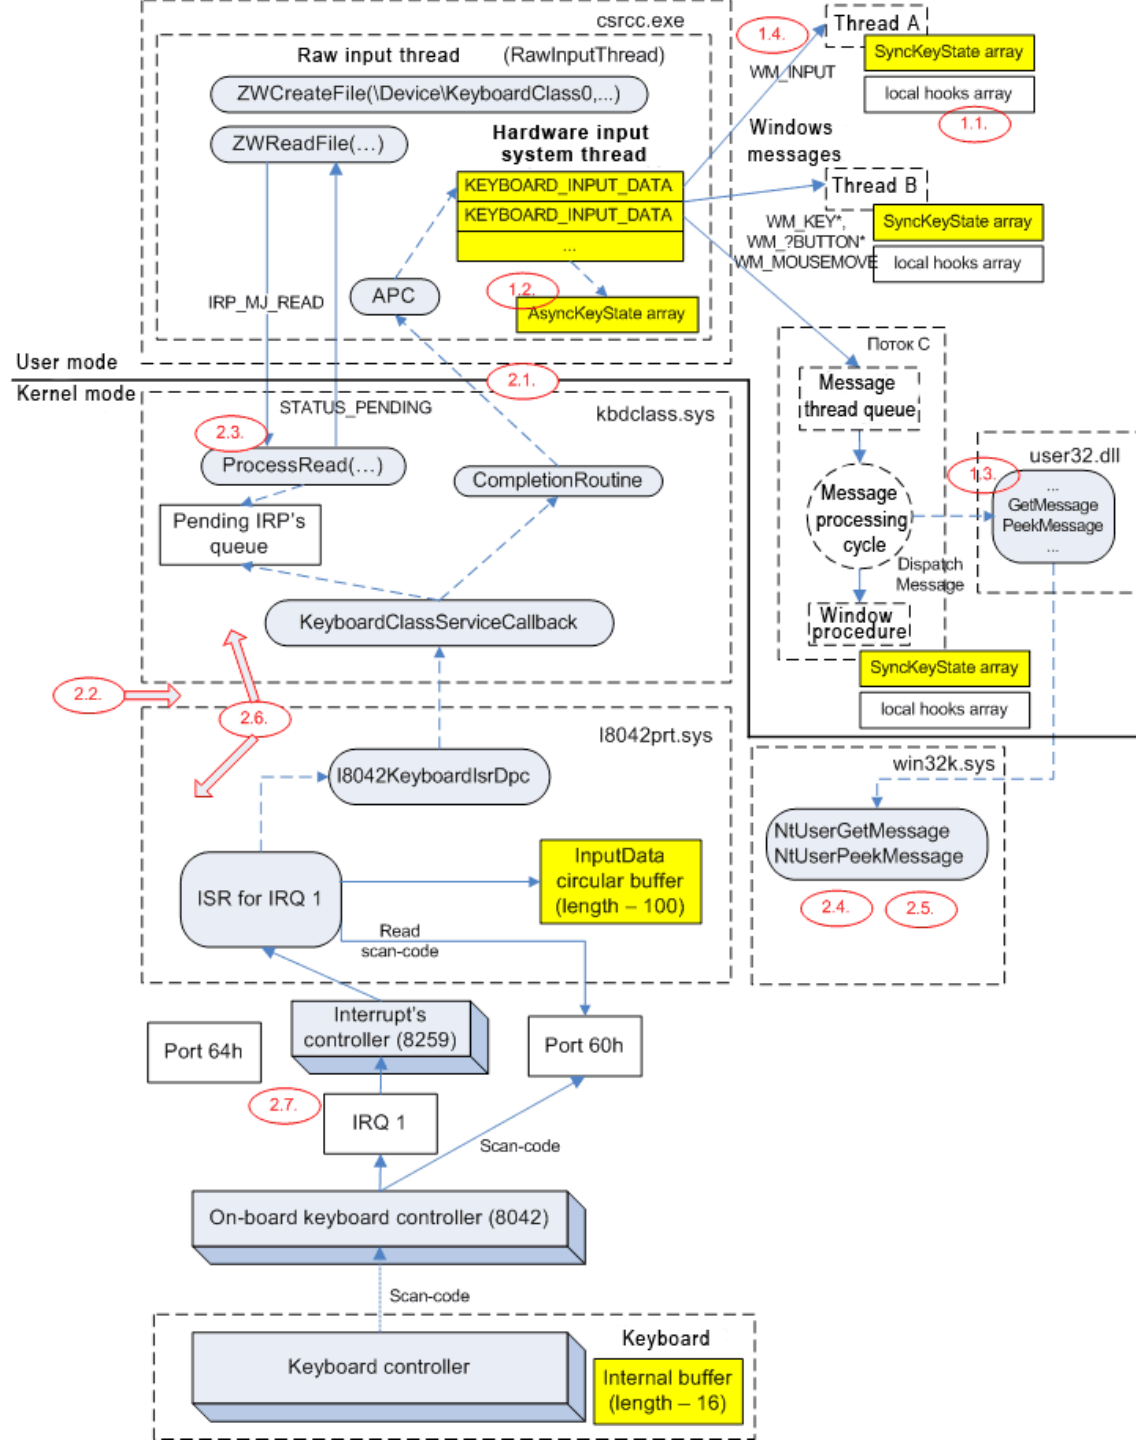 csrcc.exe
Raw input thread (RawInputThread)
ZWCreateFile(\Device\KeyboardClass0,...)
ZWReadFile(...)
Hardware input
system thread
KEYBOARD_INPUT_DATA
KEYBOARD_INPUT_DATA
...
APC
1.2.
AsyncKeyState array
IRP_MJ_READ
1.4.
WM_INPUT
Thread A
SyncKeyState array
local hooks array
1.1.
Windows
messages
Thread B
SyncKeyState array
local hooks array
WM_KEY*,
WM_?BUTTON*
WM_MOUSEMOVE
User mode
Kernel mode
2.1.
STATUS_PENDING
kbdclass.sys
2.3.
ProcessRead(...)
CompletionRoutine
Pending IRP's
queue
KeyboardClassServiceCallback
Поток С
Message
thread queue
Message
processing
cycle
Dispatch
Message
Window
procedure
SyncKeyState array
local hooks array
user32.dll
1.3.
...
GetMessage
PeekMessage
...
2.2.
2.6.
I8042prt.sys
I8042KeyboardIsrDpc
ISR for IRQ 1
InputData
circular buffer
(length – 100)
Read
scan-code
win32k.sys
NtUserGetMessage
NtUserPeekMessage
2.4.
2.5.
Port 64h
Interrupt's
controller (8259)
Port 60h
2.7.
IRQ 1
Scan-code
On-board keyboard controller (8042)
Scan-code
Keyboard
Keyboard controller
Internal buffer
(length – 16)